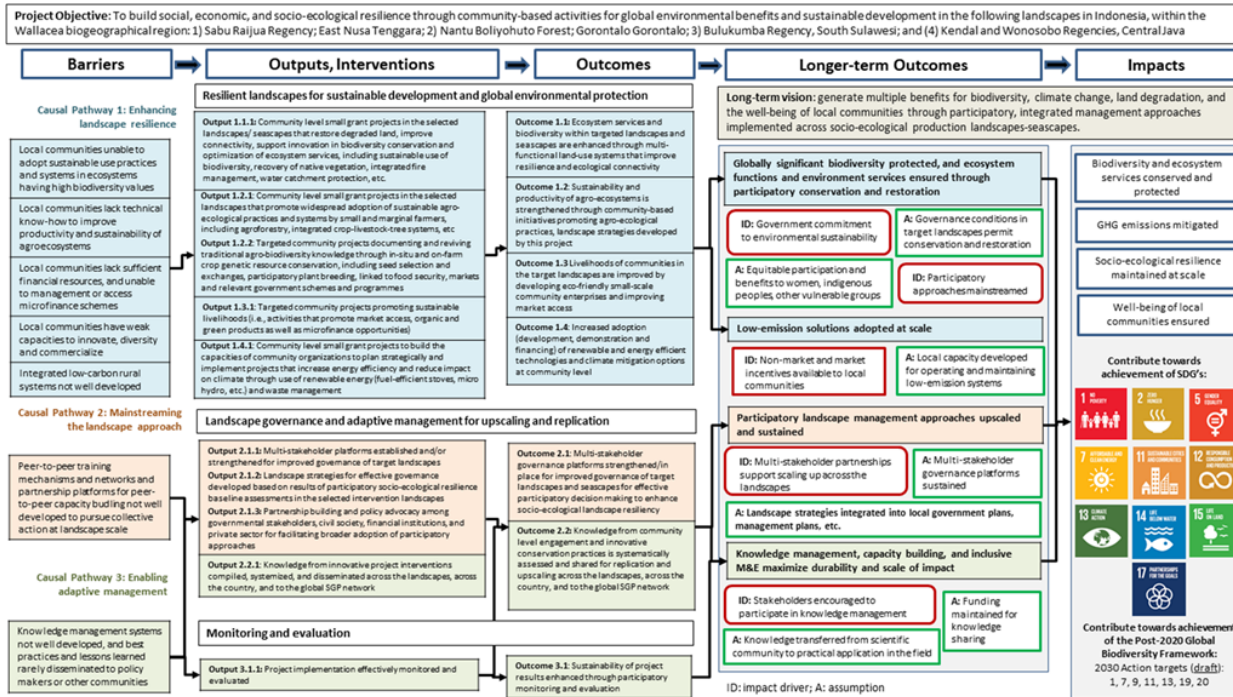 Project Objective: To build social, economic, and socio-ecological resilience through community-based activities for global environmental benefits and sustainable development in the following landscapes in Indonesia, within the
Wallacea biogeographical region: 1) Sabu Raijua Regency; East Nusa Tenggara; 2) Nantu Boliyohuto Forest; Gorontalo Gorontalo; 3) Bulukumba Regency, South Sulawesi; and (4) Kendal and Wonosobo Regencies, Central Java
Barriers
Outputs, Interventions
Outcomes
Longer-term Outcomes
Impacts
Causal Pathway 1: Enhancing
landscape resilience
Local communities unable to
adopt sustainable use practices
and systems in ecosystems
having high biodiversity values
Local communities lack technical
know-how to improve
productivity and sustainability of
agroecosystems
Local communities lack sufficient
financial resources, and unable
to management or access
microfinance schemes
Local communities have weak
capacities to innovate, diversity
and commercialize
Integrated low-carbon rural
systems not well developed
Resilient landscapes for sustainable development and global environmental protection
Output 1.1.1: Community level small grant projects in the selected
landscapes/ seascapes that restore degraded land, improve
connectivity, support innovation in biodiversity conservation and
optimization of ecosystem services, including sustainable use of
biodiversity, recovery of native vegetation, integrated fire
management, water catchment protection, etc.
Output 1.2.1: Community level small grant projects in the selected
landscapes that promote widespread adoption of sustainable agro-
ecological practices and systems by small and marginal farmers,
including agroforestry, integrated crop-livestock-tree systems, etc
Output 1.2.2: Targeted community projects documenting and reviving
traditional agro-biodiversity knowledge through in-situ and on-farm
crop genetic resource conservation, including seed selection and
exchanges, participatory plant breeding, linked to food security, markets
and relevant government schemes and programmes
Output 1.3.1: Targeted community projects promoting sustainable
livelihoods (i.e., activities that promote market access, organic and
green products as well as microfinance opportunities)
Output 1.4.1: Community level small grant projects to build the
capacities of community organizations to plan strategically and
implement projects that increase energy efficiency and reduce impact
on climate through use of renewable energy (fuel-efficient stoves, micro
hydro, etc.) and waste management
Outcome 1.1: Ecosystem services and
biodiversity within targeted landscapes and
seascapes are enhanced through multi-
functional land-use systems that improve
resilience and ecological connectivity
Outcome 1.2: Sustainability and
productivity of agro-ecosystems is
strengthened through community-based
initiatives promoting agro-ecological
practices, landscape strategies developed
by this project
Outcome 1.3 Livelihoods of communities in
the target landscapes are improved by
developing eco-friendly small-scale
community enterprises and improving
market access
Outcome 1.4: Increased adoption
(development, demonstration and
financing) of renewable and energy efficient
technologies and climate mitigation options
at community level
Long-term vision: generate multiple benefits for biodiversity, climate change, land degradation, and
the well-being of local communities through participatory, integrated management approaches
implemented across socio-ecological production landscapes-seascapes.
Globally significant biodiversity protected, and ecosystem
functions and environment services ensured through
participatory conservation and restoration
ID: Government commitment
to environmental sustainability
A: Governance conditions in
target landscapes permit
conservation and restoration
A: Equitable participation and
benefits to women, indigenous
peoples, other vulnerable groups
ID: Participatory
approaches mainstreamed
Low-emission solutions adopted at scale
ID: Non-market and market
incentives available to local
communities
A: Local capacity developed
for operating and maintaining
low-emission systems
Biodiversity and ecosystem
services conserved and
protected
GHG emissions mitigated
Socio-ecological resilience
maintained at scale
Well-being of local
communities ensured
Causal Pathway 2: Mainstreaming
the landscape approach
Peer-to-peer training
mechanisms and networks and
partnership platforms for peer-
to-peer capacity budling not well
developed to pursue collective
action at landscape scale
Landscape governance and adaptive management for upscaling and replication
Output 2.1.1: Multi-stakeholder platforms established and/or
strengthened for improved governance of target landscapes
Output 2.1.2: Landscape strategies for effective governance
developed based on results of participatory socio-ecological resilience
baseline assessments in the selected intervention landscapes
Output 2.1.3: Partnership building and policy advocacy among
among governmental stakeholders, civil society, financial institutions, and
private sector for facilitating broader adoption of participatory
approaches
Output 2.2.1: Knowledge from innovative project interventions
compiled, systemized, and disseminated across the landscapes, across
the country, and to the global SGP network
Outcome 2.1: Multi-stakeholder
governance platforms strengthened/in
place for improved governance of target
landscapes and seascapes for effective
participatory decision making to enhance
socio-ecological landscape resiliency
Outcome 2.2: Knowledge from community
level engagement and innovative
conservation practices is systematically
assessed and shared for replication and
upscaling across the landscapes, across the
country, and to the global SGP network
Participatory landscape management approaches upscaled
and sustained
ID: Multi-stakeholder partnerships
support scaling up across the
landscapes
A: Multi-stakeholder
governance platforms
sustained
A: Landscape strategies integrated into local government plans,
management plans, etc.
Causal Pathway 3: Enabling
adaptive management
Knowledge management systems
not well developed, and best
practices and lessons learned
rarely disseminated to policy
makers or other communities
Monitoring and evaluation
Output 3.1.1: Project implementation effectively monitored and
evaluated
Outcome 3.1: Sustainability of project
results enhanced through participatory
monitoring and evaluation
Knowledge management, capacity building, and inclusive
M&E maximize durability and scale of impact
ID: Stakeholders encouraged to
participate in knowledge management
A: Funding
maintained for
knowledge
sharing
A: Knowledge transferred from scientific
community to practical application in the field
ID: impact driver; A: assumption
Contribute towards
achievement of SDG's:
1 NO POVERTY
2 ZERO HUNGER
5 GENDER EQUALITY
7 AFFORDABLE AND CLEAN ENERGY
11 SUSTAINABLE CITIES AND COMMUNITIES
12 RESPONSIBLE CONSUMPTION AND PRODUCTION
13 CLIMATE ACTION
14 LIFE BELOW WATER
15 LIFE ON LAND
17 PARTNERSHIPS FOR THE GOALS
Contribute towards achievement
of the Post-2020 Global
Biodiversity Framework:
2030 Action targets (draft):
1, 7, 9, 11, 13, 19, 20